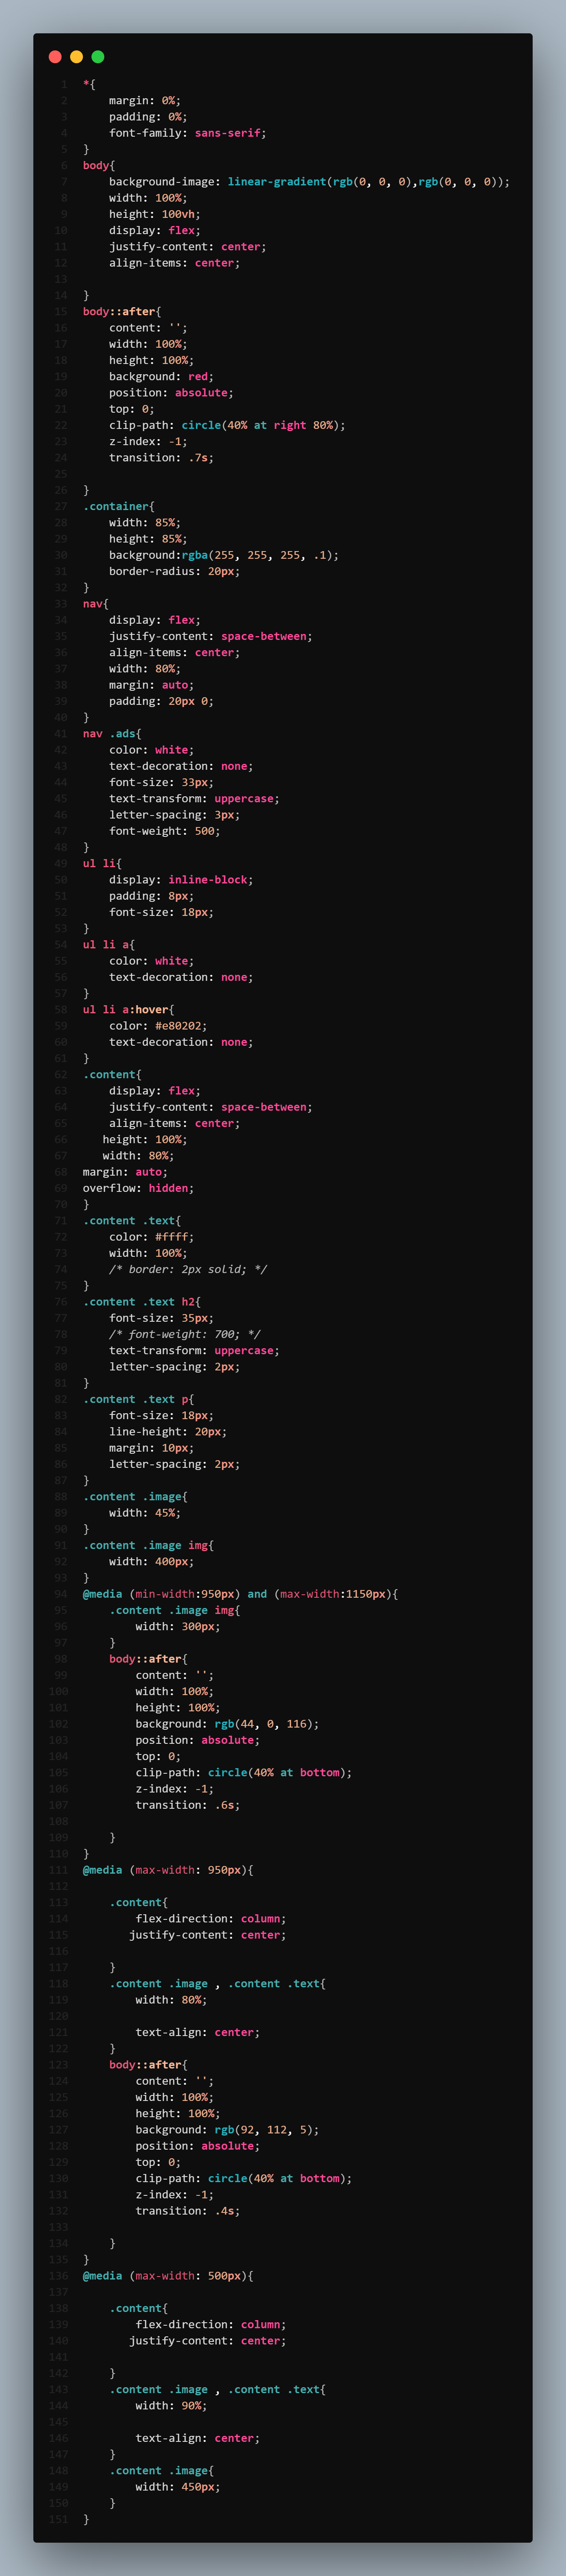 1 *{
2     margin: 0%;
3     padding: 0%;
4     font-family: sans-serif;
5 }
6 body{
7     background-image: linear-gradient(rgb(0, 0, 0),rgb(0, 0, 0));
8     width: 100%;
9     height: 100vh;
10     display: flex;
11     justify-content: center;
12     align-items: center;
13
14 }
15 body::after{
16     content: '';
17     width: 100%;
18     height: 100%;
19     background: red;
20     position: absolute;
21     top: 0;
22     clip-path: circle(40% at right 80%);
23     z-index: -1;
24     transition: .7s;
25
26 }
27 .container{
28     width: 85%;
29     height: 85%;
30     background:rgba(255, 255, 255, .1);
31     border-radius: 20px;
32 }
33 nav{
34     display: flex;
35     justify-content: space-between;
36     align-items: center;
37     width: 80%;
38     margin: auto;
39     padding: 20px 0;
40 }
41 nav .ads{
42     color: white;
43     text-decoration: none;
44     font-size: 33px;
45     text-transform: uppercase;
46     letter-spacing: 3px;
47     font-weight: 500;
48 }
49 ul li{
50     display: inline-block;
51     padding: 8px;
52     font-size: 18px;
53 }
54 ul li a{
55     color: white;
56     text-decoration: none;
57 }
58 ul li a:hover{
59     color: #e80202;
60     text-decoration: none;
61 }
62 .content{
63     display: flex;
64     justify-content: space-between;
65     align-items: center;
66    height: 100%;
67    width: 80%;
68 margin: auto;
69 overflow: hidden;
70 }
71 .content .text{
72     color: #ffff;
73     width: 100%;
74     /* border: 2px solid; */
75 }
76 .content .text h2{
77     font-size: 35px;
78     /* font-weight: 700; */
79     text-transform: uppercase;
80     letter-spacing: 2px;
81 }
82 .content .text p{
83     font-size: 18px;
84     line-height: 20px;
85     margin: 10px;
86     letter-spacing: 2px;
87 }
88 .content .image{
89     width: 45%;
90 }
91 .content .image img{
92     width: 400px;
93 }
94 @media (min-width:950px) and (max-width:1150px){
95     .content .image img{
96         width: 300px;
97     }
98     body::after{
99         content: '';
100         width: 100%;
101         height: 100%;
102         background: rgb(44, 0, 116);
103         position: absolute;
104         top: 0;
105         clip-path: circle(40% at bottom);
106         z-index: -1;
107         transition: .6s;
108
109     }
110 }
111 @media (max-width: 950px){
112
113     .content{
114         flex-direction: column;
115        justify-content: center;
116
117     }
118     .content .image , .content .text{
119         width: 80%;
120
121         text-align: center;
122     }
123     body::after{
124         content: '';
125         width: 100%;
126         height: 100%;
127         background: rgb(92, 112, 5);
128         position: absolute;
129         top: 0;
130         clip-path: circle(40% at bottom);
131         z-index: -1;
132         transition: .4s;
133
134     }
135 }
136 @media (max-width: 500px){
137
138     .content{
139         flex-direction: column;
140        justify-content: center;
141
142     }
143     .content .image , .content .text{
144         width: 90%;
145
146         text-align: center;
147     }
148     .content .image{
149         width: 450px;
150     }
151 }